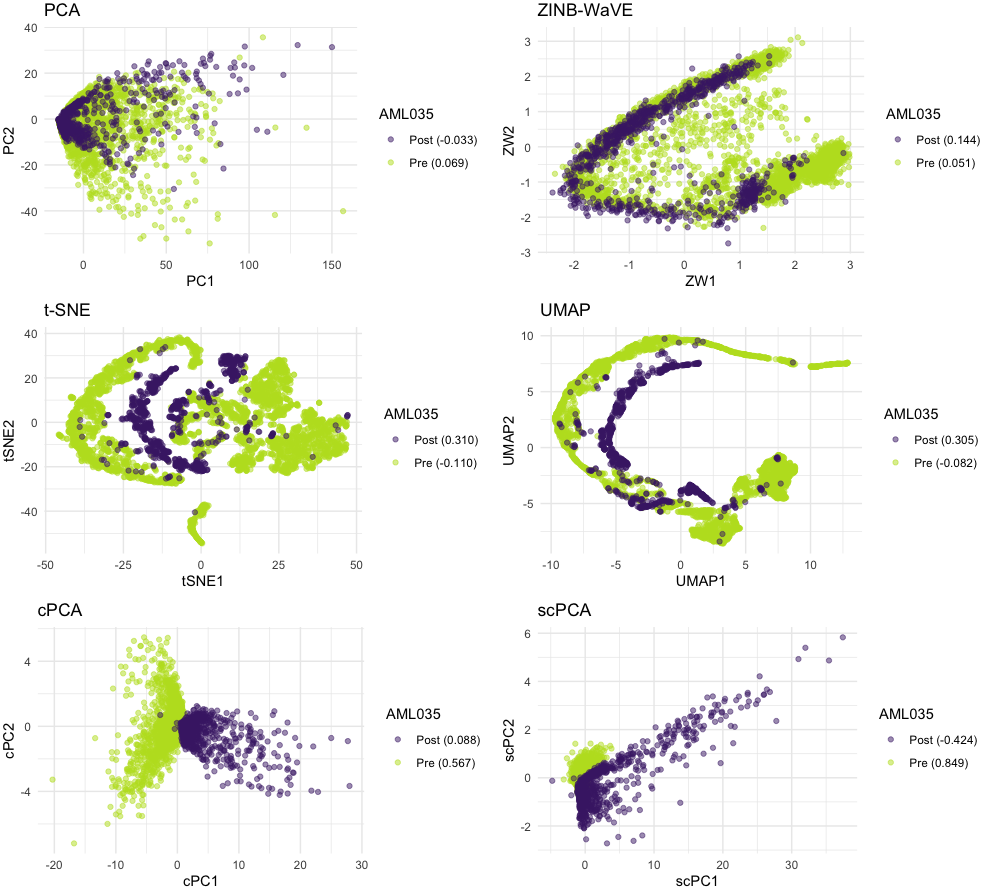 PCA
40
20
0
-20
-40
PC2
0
50
100
150
PC1
AML035
Post (-0.033)
Pre (0.069)
ZINB-WaVE
3
2
1
0
-1
-2
-3
ZW2
-2
-1
0
1
2
3
ZW1
AML035
Post (0.144)
Pre (0.051)
t-SNE
40
20
0
-20
-40
tSNE2
-50
-25
0
25
50
tSNE1
AML035
Post (0.310)
Pre (-0.110)
UMAP
10
5
0
-5
UMAP2
-10
-5
0
5
10
UMAP1
AML035
Post (0.305)
Pre (-0.082)
cPCA
4
0
-4
cPC2
-20
-10
0
10
20
30
cPC1
AML035
Post (0.088)
Pre (0.567)
scPCA
6
4
2
0
-2
scPC2
0
10
20
30
scPC1
AML035
Post (-0.424)
Pre (0.849)